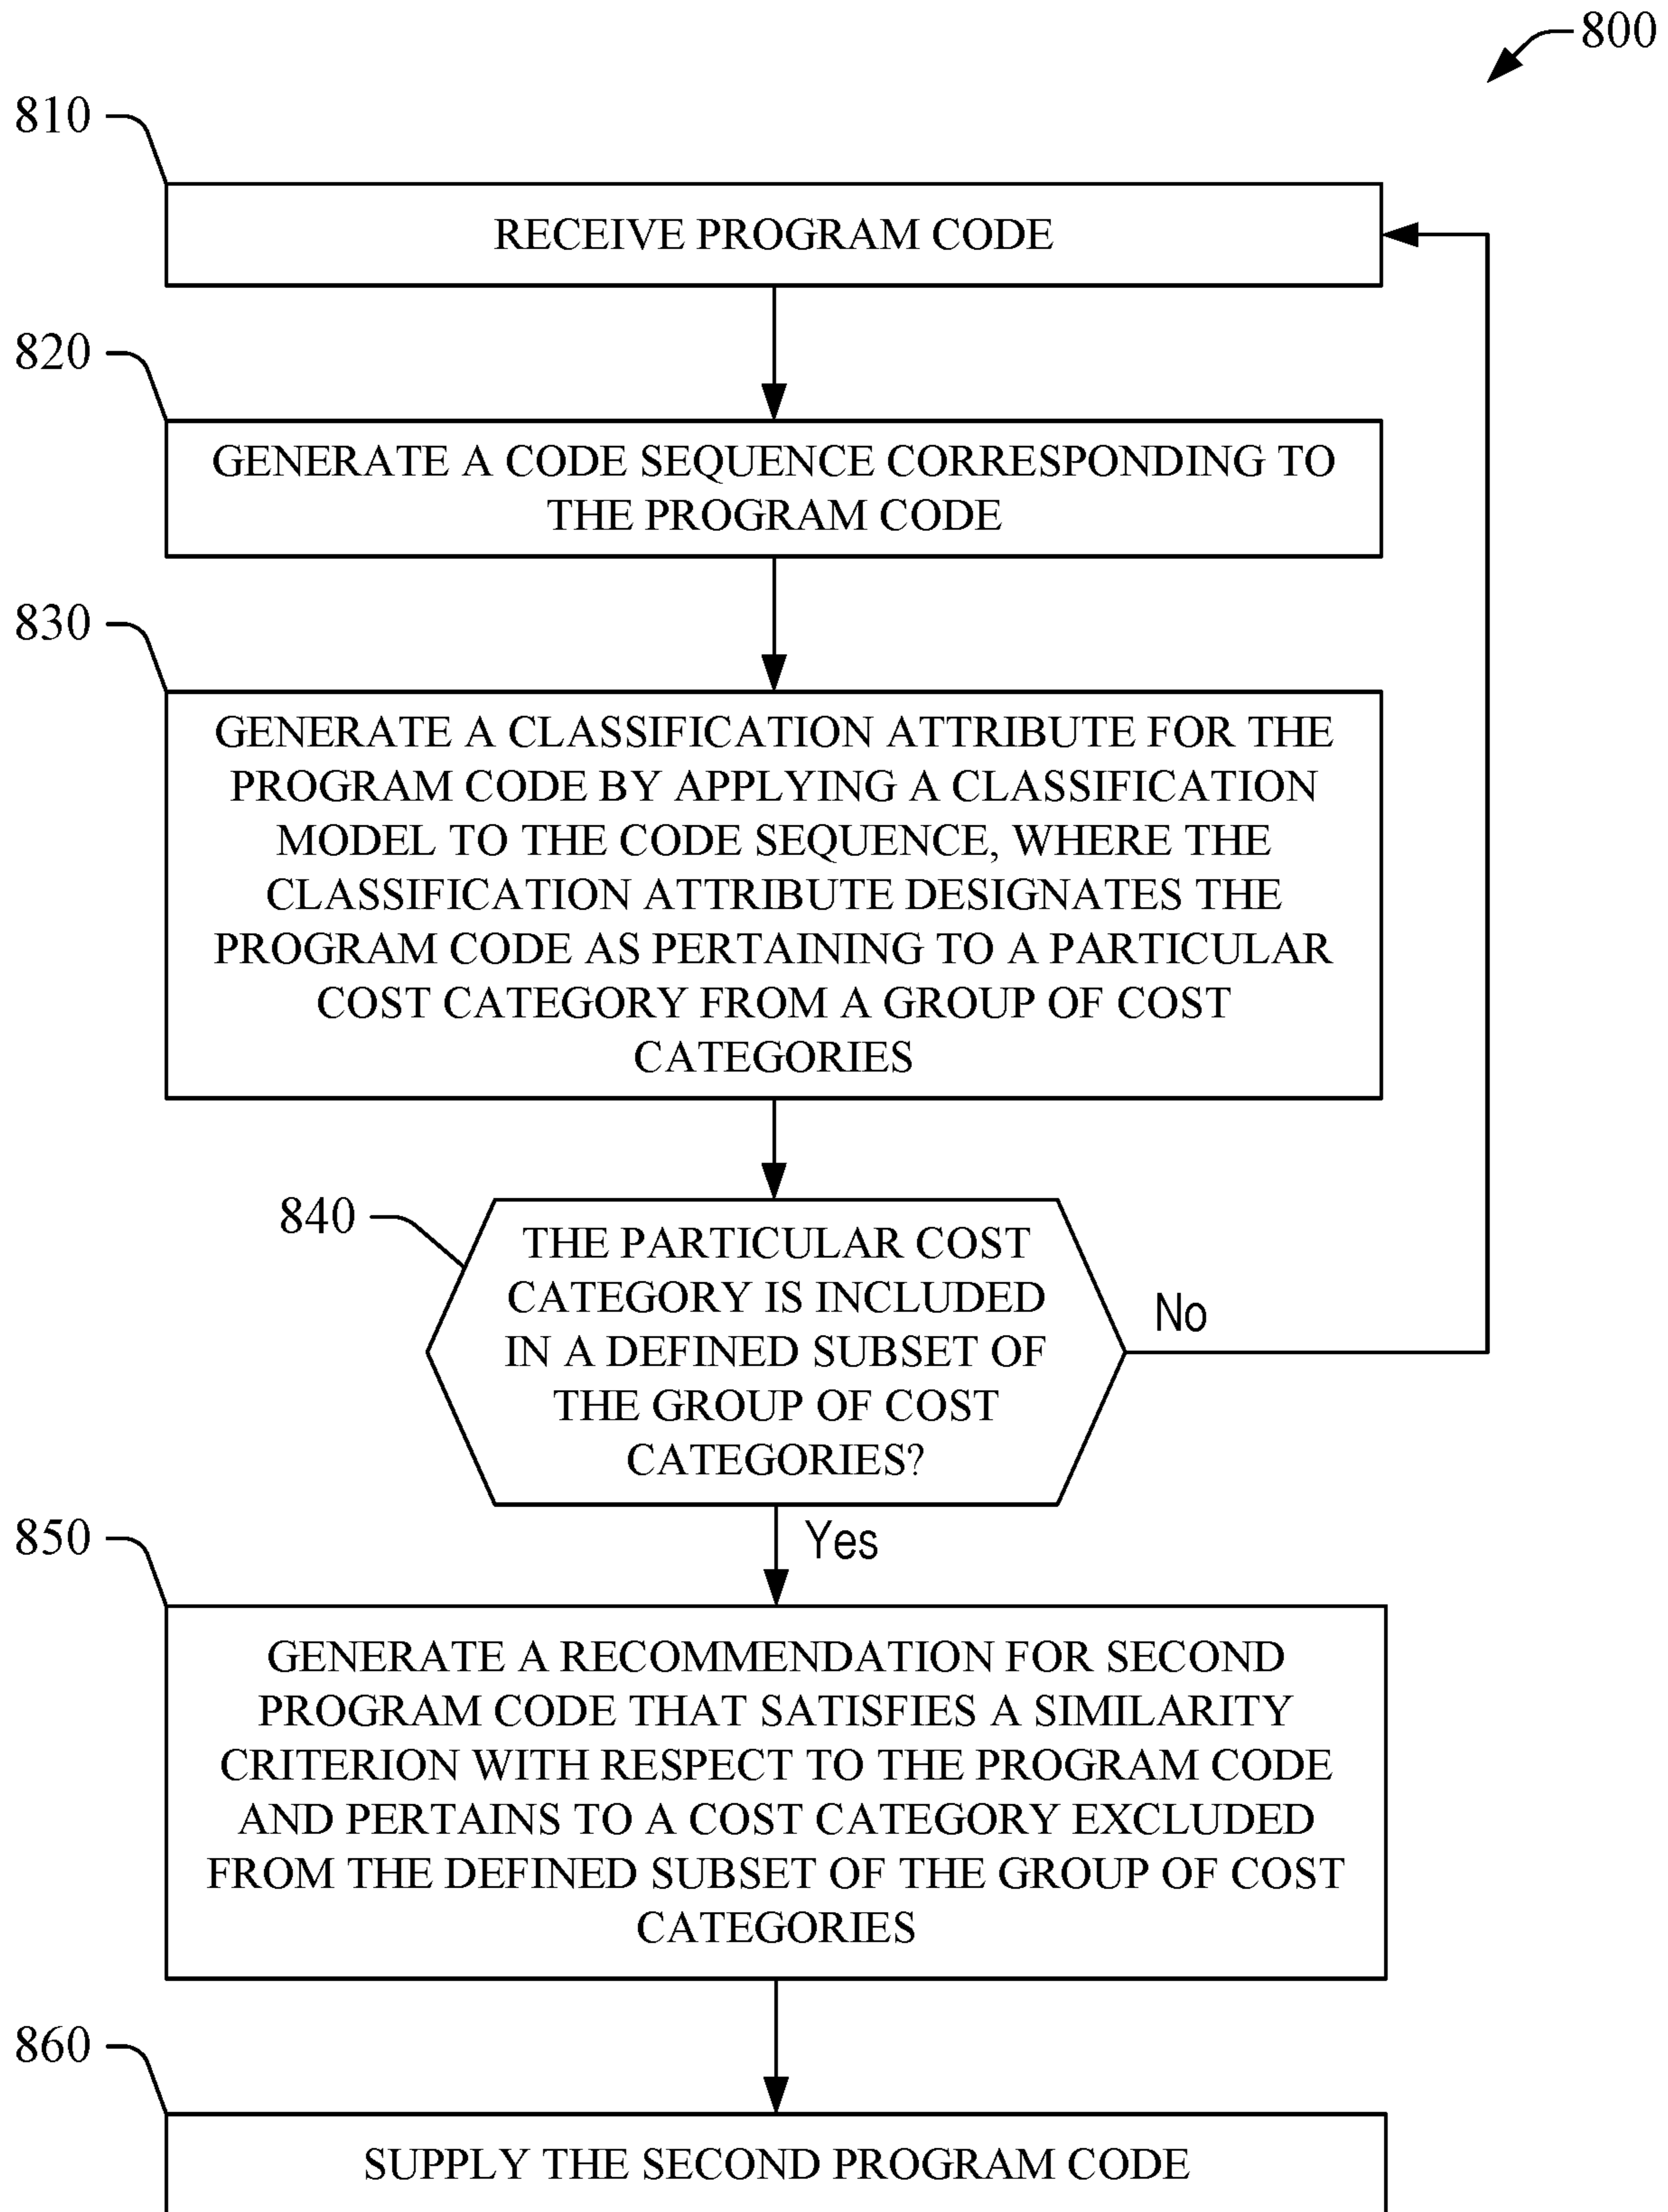 800
810
RECEIVE PROGRAM CODE
820
GENERATE A CODE SEQUENCE CORRESPONDING TO
THE PROGRAM CODE
830
GENERATE A CLASSIFICATION ATTRIBUTE FOR THE
PROGRAM CODE BY APPLYING A CLASSIFICATION
MODEL TO THE CODE SEQUENCE, WHERE THE
CLASSIFICATION ATTRIBUTE DESIGNATES THE
PROGRAM CODE AS PERTAINING TO A PARTICULAR
COST CATEGORY FROM A GROUP OF COST
CATEGORIES
840
THE PARTICULAR COST
CATEGORY IS INCLUDED
IN A DEFINED SUBSET OF
THE GROUP OF COST
CATEGORIES?
No
Yes
850
GENERATE A RECOMMENDATION FOR SECOND
PROGRAM CODE THAT SATISFIES A SIMILARITY
CRITERION WITH RESPECT TO THE PROGRAM CODE
AND PERTAINS TO A COST CATEGORY EXCLUDED
FROM THE DEFINED SUBSET OF THE GROUP OF COST
CATEGORIES
860
SUPPLY THE SECOND PROGRAM CODE